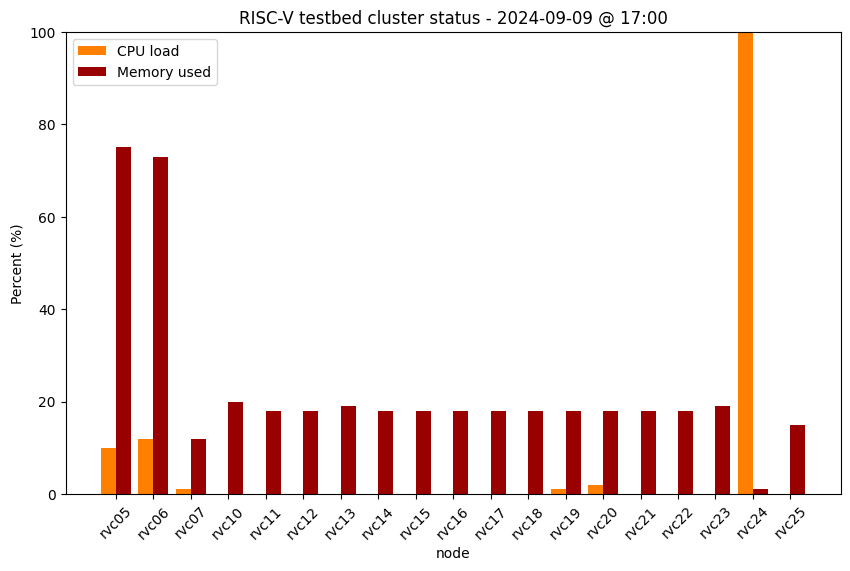 RISC-V testbed cluster status - 2024-09-09 @ 17:00
CPU load
Memory used
Percent (%)
100
80
60
40
20
0
rvc05
rvc06
rvc07
rvc10
rvc11
rvc12
rvc13
rvc14
rvc15
rvc16
rvc17
rvc18
rvc19
rvc20
rvc21
rvc22
rvc23
rvc24
rvc25
node